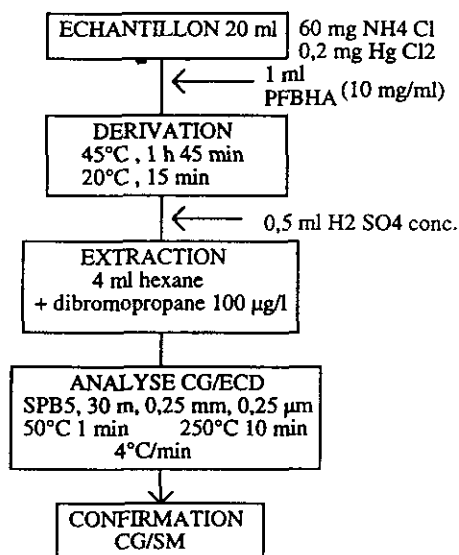 ECHANTILLON 20 ml
60 mg NH4 Cl
0,2 mg Hg Cl2
1 ml
PFBHA (10 mg/ml)
DERIVATION
45°C , 1 h 45 min
20°C , 15 min
0,5 ml H2 SO4 conc.
EXTRACTION
4 ml hexane
+ dibromopropane 100 µg/l
ANALYSE CG/ECD
SPB5, 30 m, 0,25 mm, 0,25 µm
50°C 1 min 250°C 10 min
4°C/min
CONFIRMATION
CG/SM